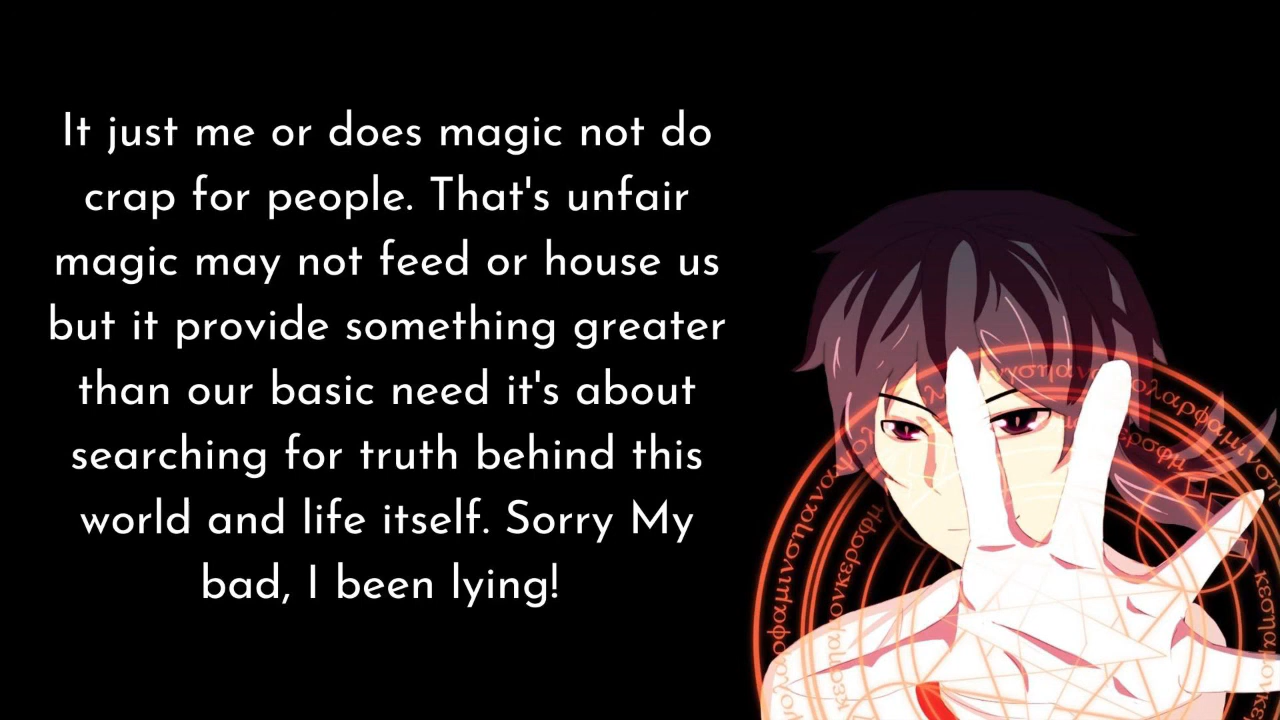 It just me or does magic not do
crap for people. That's unfair
magic may not feed or house us
but it provide something greater
than our basic need it's about
searching for truth behind this
world and life itself. Sorry My
bad, I been lying!